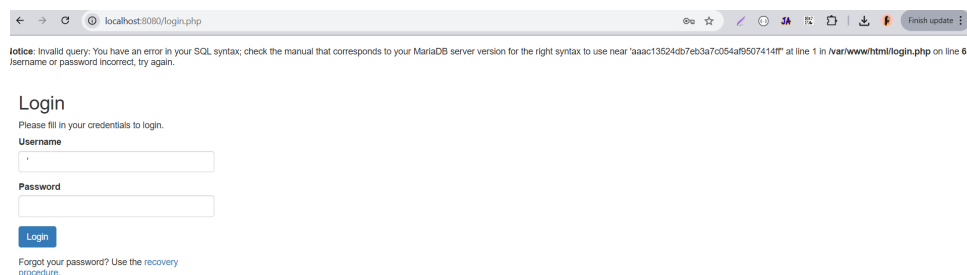 localhost:8080/login.php
Finish update
Notice: Invalid query: You have an error in your SQL syntax; check the manual that corresponds to your MariaDB server version for the right syntax to use near 'aaac13524db7eb3a7c054af9507414ff'' at line 1 in /var/www/html/login.php on line 6
Username or password incorrect, try again.
Login
Please fill in your credentials to login.
Username
'
Password
Login
Forgot your password? Use the recovery
procedure.